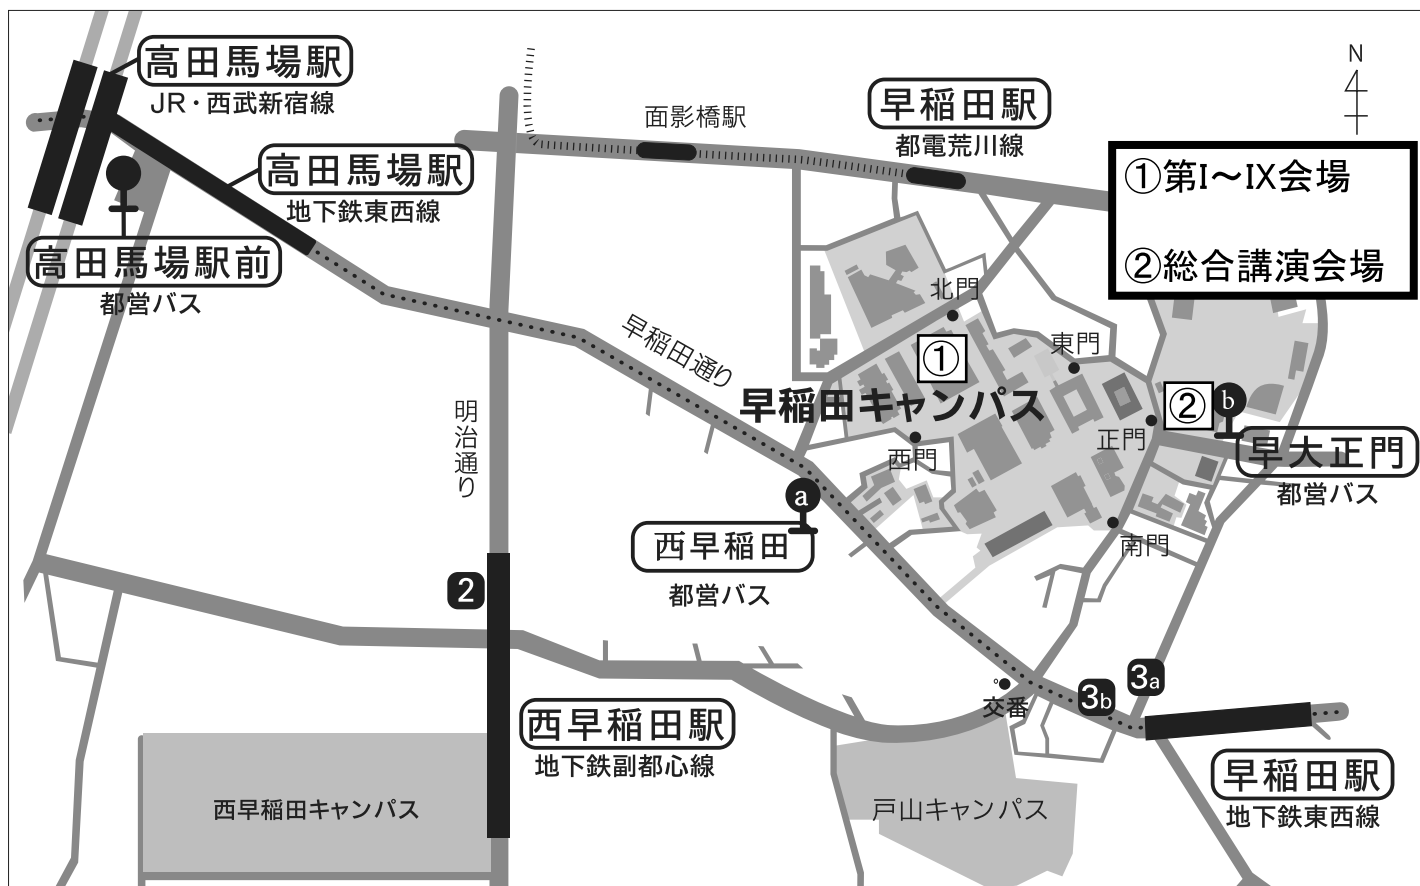 高田馬場駅
JR・西武新宿線
高田馬場駅
地下鉄東西線
高田馬場駅前
都営バス
面影橋駅
早稲田駅
都電荒川線
N
①第I～IX会場
②総合講演会場
北門
①
東門
早稲田通り
早稲田キャンパス
②
b
正門
早大正門
都営バス
西門
明治通り
a
西早稲田
都営バス
南門
2
3a
3b
交番
西早稲田駅
地下鉄副都心線
早稲田駅
地下鉄東西線
西早稲田キャンパス
戸山キャンパス